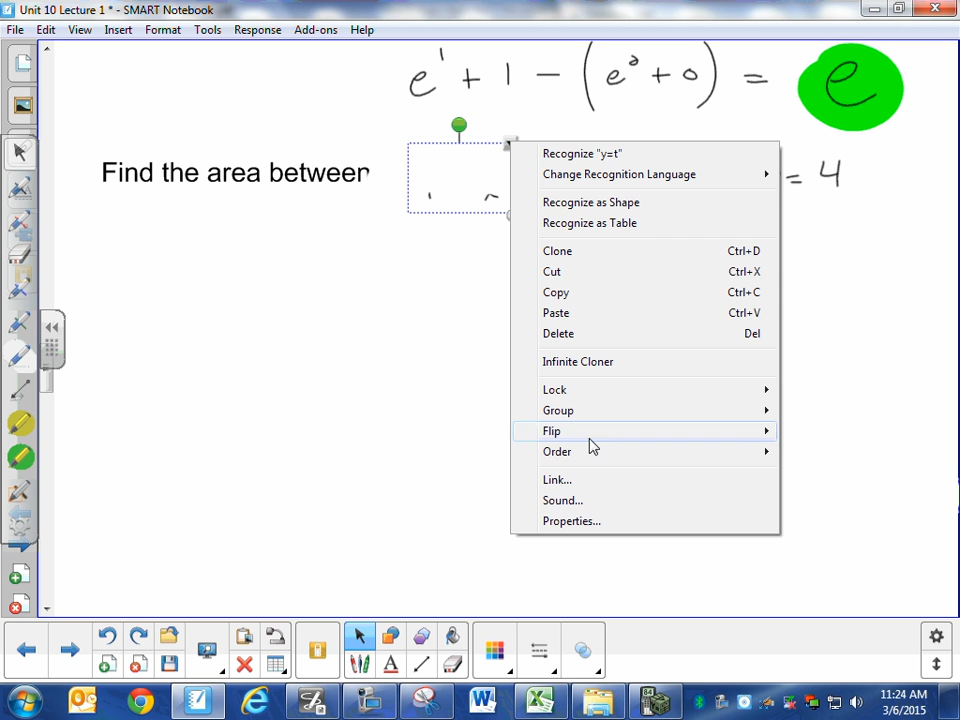 Unit 10 Lecture 1 * - SMART Notebook
File Edit View Insert Format Tools Response Add-ons Help
e¹ + 1 - (e⁰ + 0) = e
Find the area between
= 4
Recognize "y=t"
Change Recognition Language
Recognize as Shape
Recognize as Table
Clone Ctrl+D
Cut Ctrl+X
Copy Ctrl+C
Paste Ctrl+V
Delete Del
Infinite Cloner
Lock
Group
Flip
Order
Link...
Sound...
Properties...
A
11:24 AM
3/6/2015